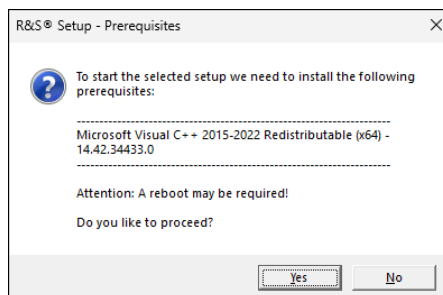 R&S® Setup - Prerequisites
To start the selected setup we need to install the following
prerequisites:
--------------------------------------------------------------------------------
Microsoft Visual C++ 2015-2022 Redistributable (x64) -
14.42.34433.0
--------------------------------------------------------------------------------
Attention: A reboot may be required!
Do you like to proceed?
Yes
No